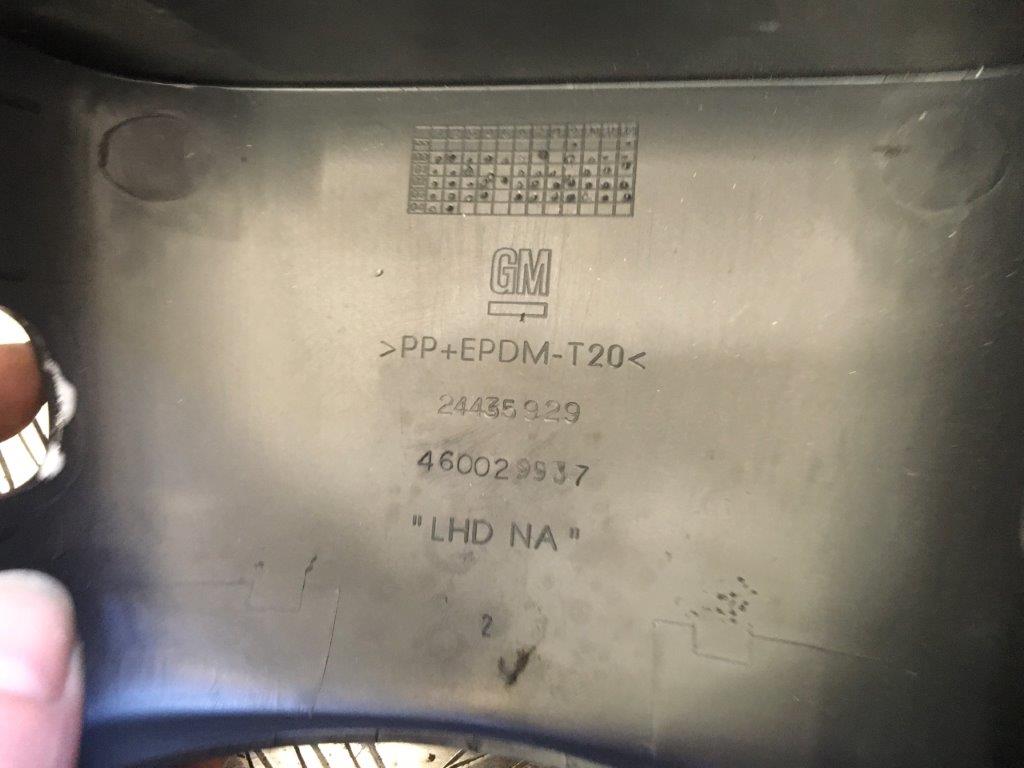 GM
>PP+EPDM-T20<
24435929
460029937
"LHD NA"
2